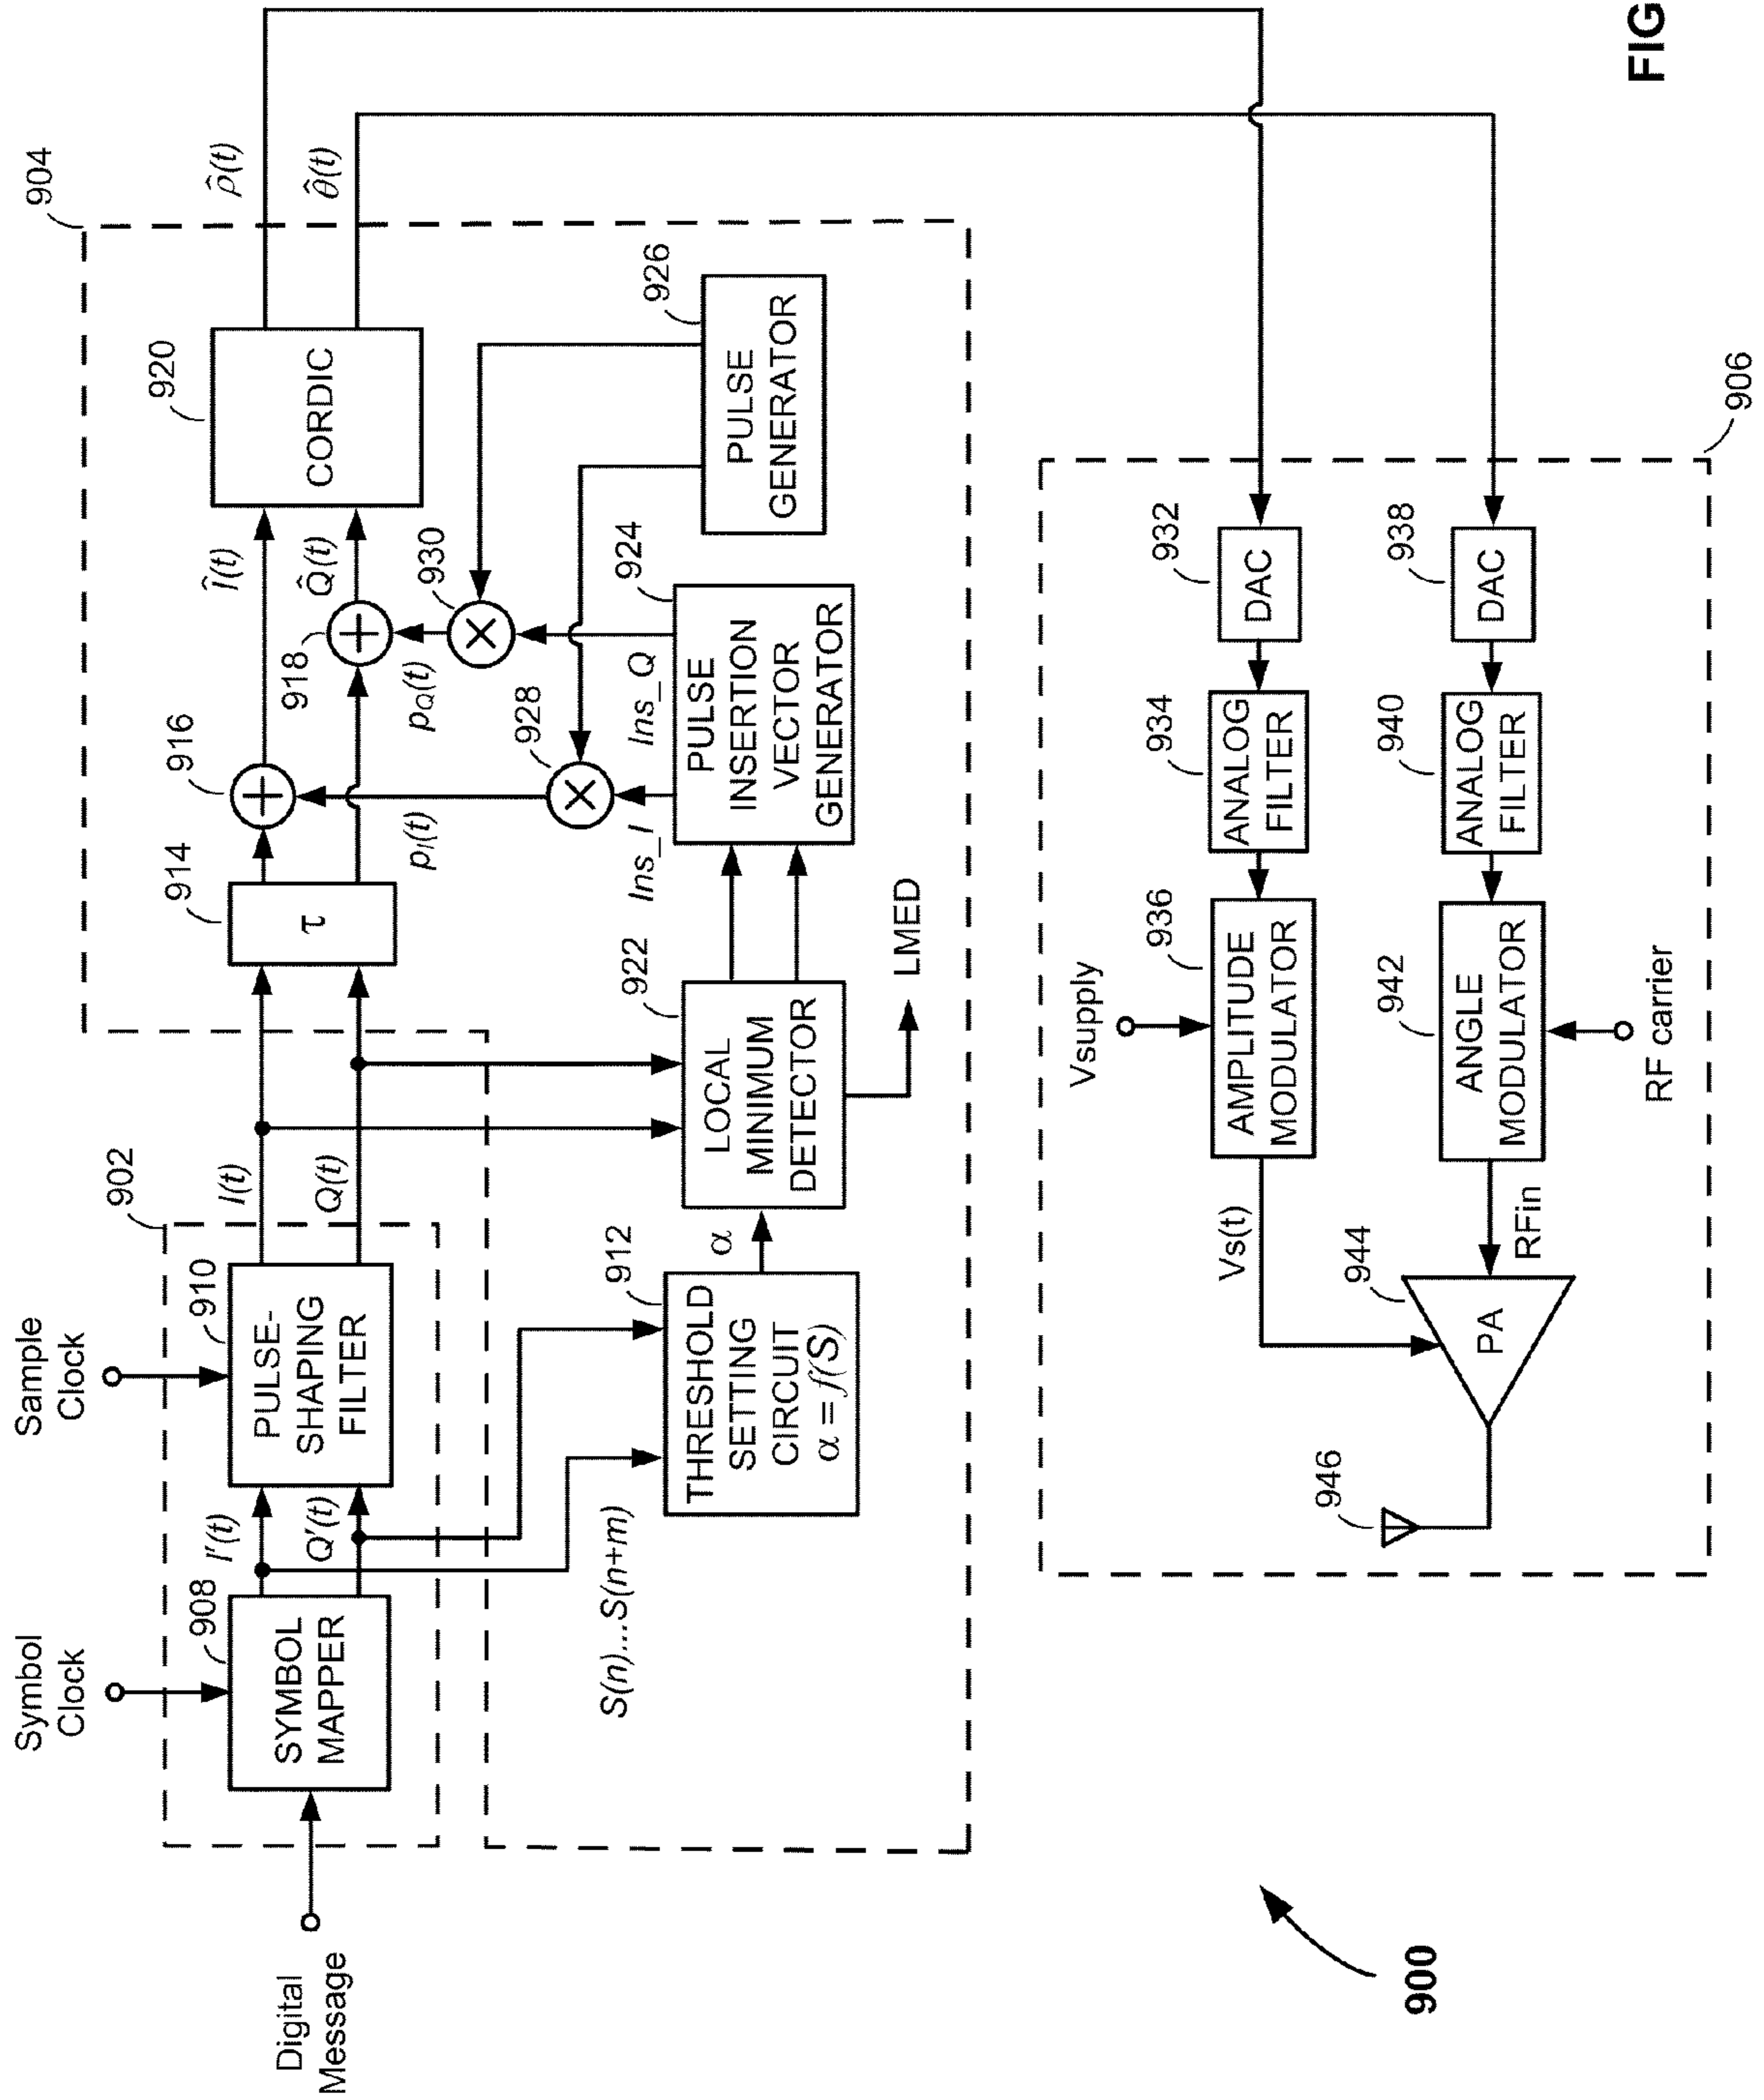 Symbol
Clock
Sample
Clock
902
904
Digital
Message
908
SYMBOL
MAPPER
I'(t)
Q'(t)
910
PULSE-
SHAPING
FILTER
I(t)
Q(t)
914
τ
916
918
Î(t)
Q̂(t)
920
CORDIC
ρ̂(t)
θ̂(t)
S(n)...S(n+m)
912
THRESHOLD
SETTING
CIRCUIT
α = f(S)
α
922
LOCAL
MINIMUM
DETECTOR
LMED
pI(t)
pQ(t)
928
930
Ins_I
Ins_Q
924
PULSE
INSERTION
VECTOR
GENERATOR
926
PULSE
GENERATOR
906
932
DAC
934
ANALOG
FILTER
936
AMPLITUDE
MODULATOR
Vsupply
Vs(t)
938
DAC
940
ANALOG
FILTER
942
ANGLE
MODULATOR
RF carrier
RFin
944
PA
946
900
FIG